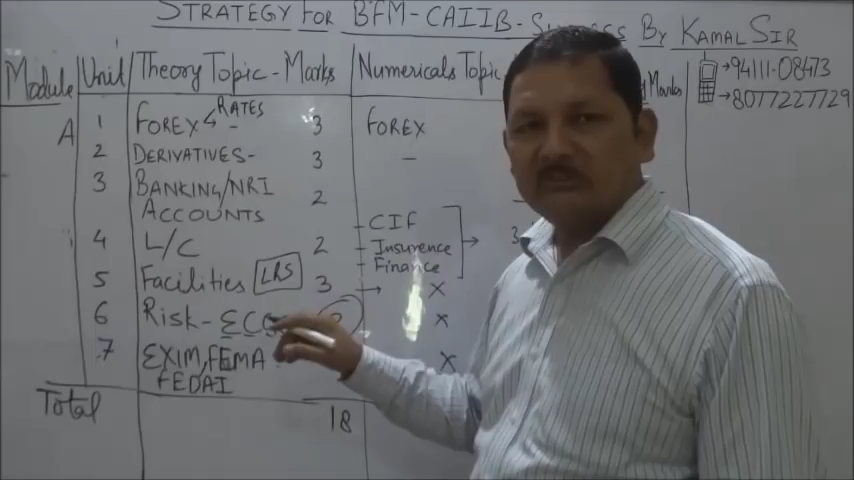 STRATEGY FOR BFM-CAIIB-Success By KAMAL SIR
Module Unit Theory Topic-Marks Numericals Topic Marks
→94111-08473
→8077227729
A 1 FOREX RATES - 3 FOREX
2 DERIVATIVES- 3 -
3 BANKING/NRI 2
ACCOUNTS
4 L/C 2 -CIF
-Insurence → 3
-Finance
5 Facilities LRS 3 → X
6 Risk- X
7 EXIM, FEMA X
FEDAI
Total 18